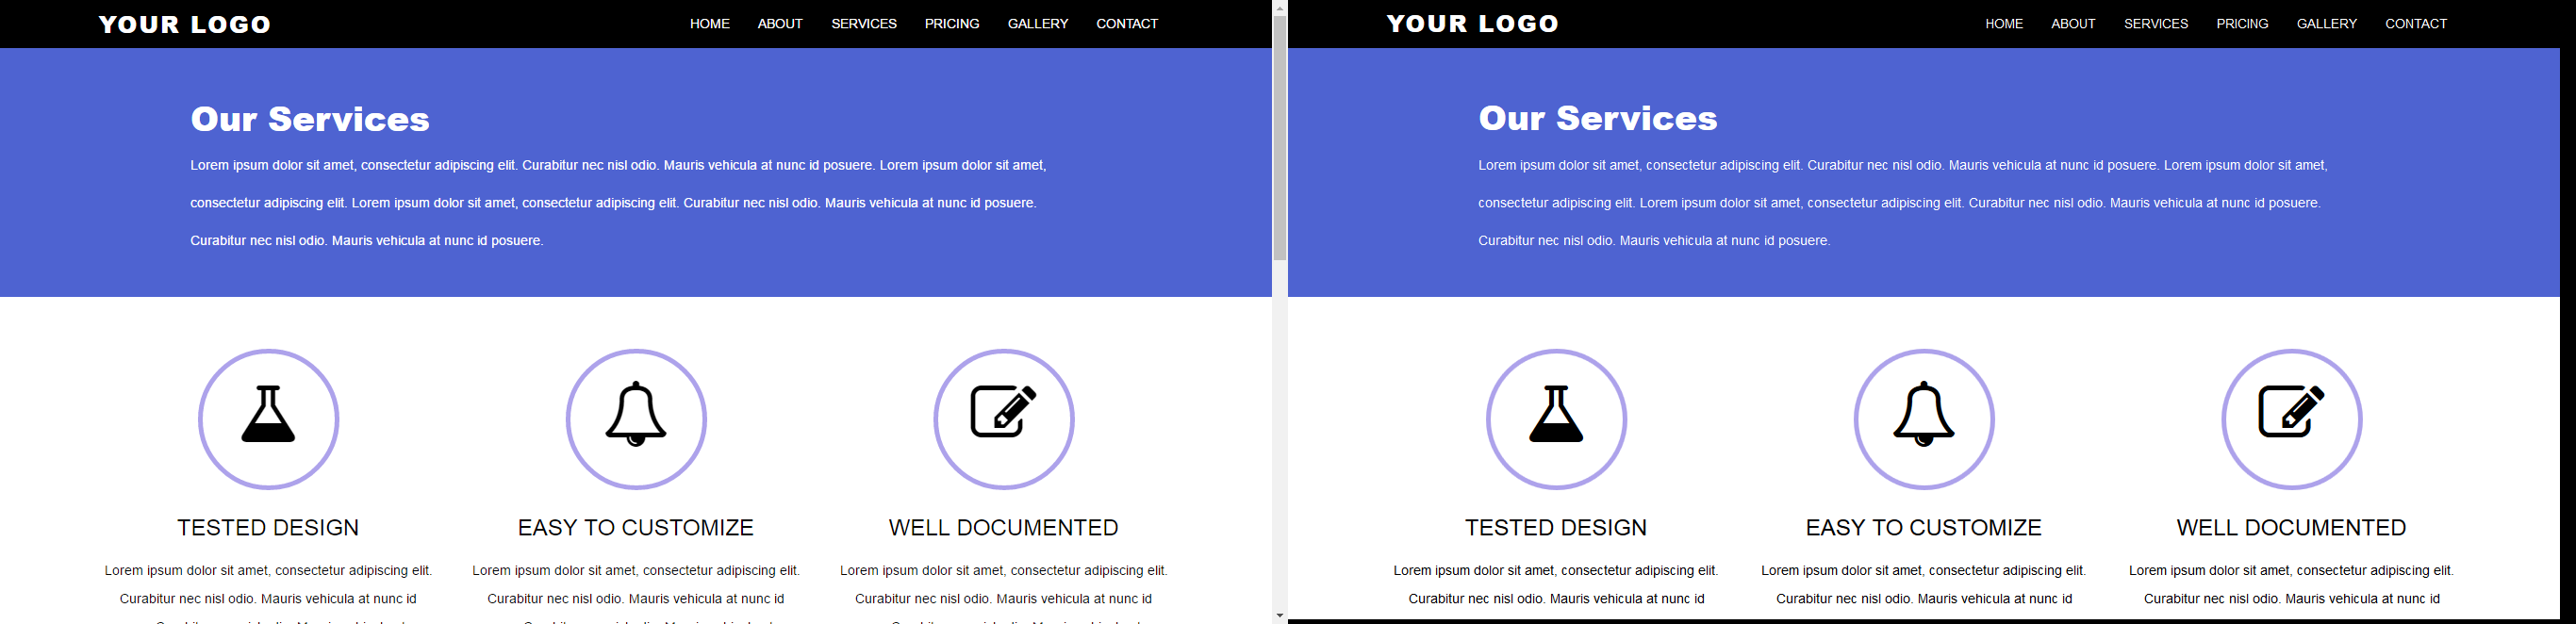 YOUR LOGO HOME ABOUT SERVICES PRICING GALLERY CONTACT
Our Services
Lorem ipsum dolor sit amet, consectetur adipiscing elit. Curabitur nec nisl odio. Mauris vehicula at nunc id posuere. Lorem ipsum dolor sit amet,
consectetur adipiscing elit. Lorem ipsum dolor sit amet, consectetur adipiscing elit. Curabitur nec nisl odio. Mauris vehicula at nunc id posuere.
Curabitur nec nisl odio. Mauris vehicula at nunc id posuere.
TESTED DESIGN
Lorem ipsum dolor sit amet, consectetur adipiscing elit.
Curabitur nec nisl odio. Mauris vehicula at nunc id
EASY TO CUSTOMIZE
Lorem ipsum dolor sit amet, consectetur adipiscing elit.
Curabitur nec nisl odio. Mauris vehicula at nunc id
WELL DOCUMENTED
Lorem ipsum dolor sit amet, consectetur adipiscing elit.
Curabitur nec nisl odio. Mauris vehicula at nunc id
YOUR LOGO HOME ABOUT SERVICES PRICING GALLERY CONTACT
Our Services
Lorem ipsum dolor sit amet, consectetur adipiscing elit. Curabitur nec nisl odio. Mauris vehicula at nunc id posuere. Lorem ipsum dolor sit amet,
consectetur adipiscing elit. Lorem ipsum dolor sit amet, consectetur adipiscing elit. Curabitur nec nisl odio. Mauris vehicula at nunc id posuere.
Curabitur nec nisl odio. Mauris vehicula at nunc id posuere.
TESTED DESIGN
Lorem ipsum dolor sit amet, consectetur adipiscing elit.
Curabitur nec nisl odio. Mauris vehicula at nunc id
EASY TO CUSTOMIZE
Lorem ipsum dolor sit amet, consectetur adipiscing elit.
Curabitur nec nisl odio. Mauris vehicula at nunc id
WELL DOCUMENTED
Lorem ipsum dolor sit amet, consectetur adipiscing elit.
Curabitur nec nisl odio. Mauris vehicula at nunc id